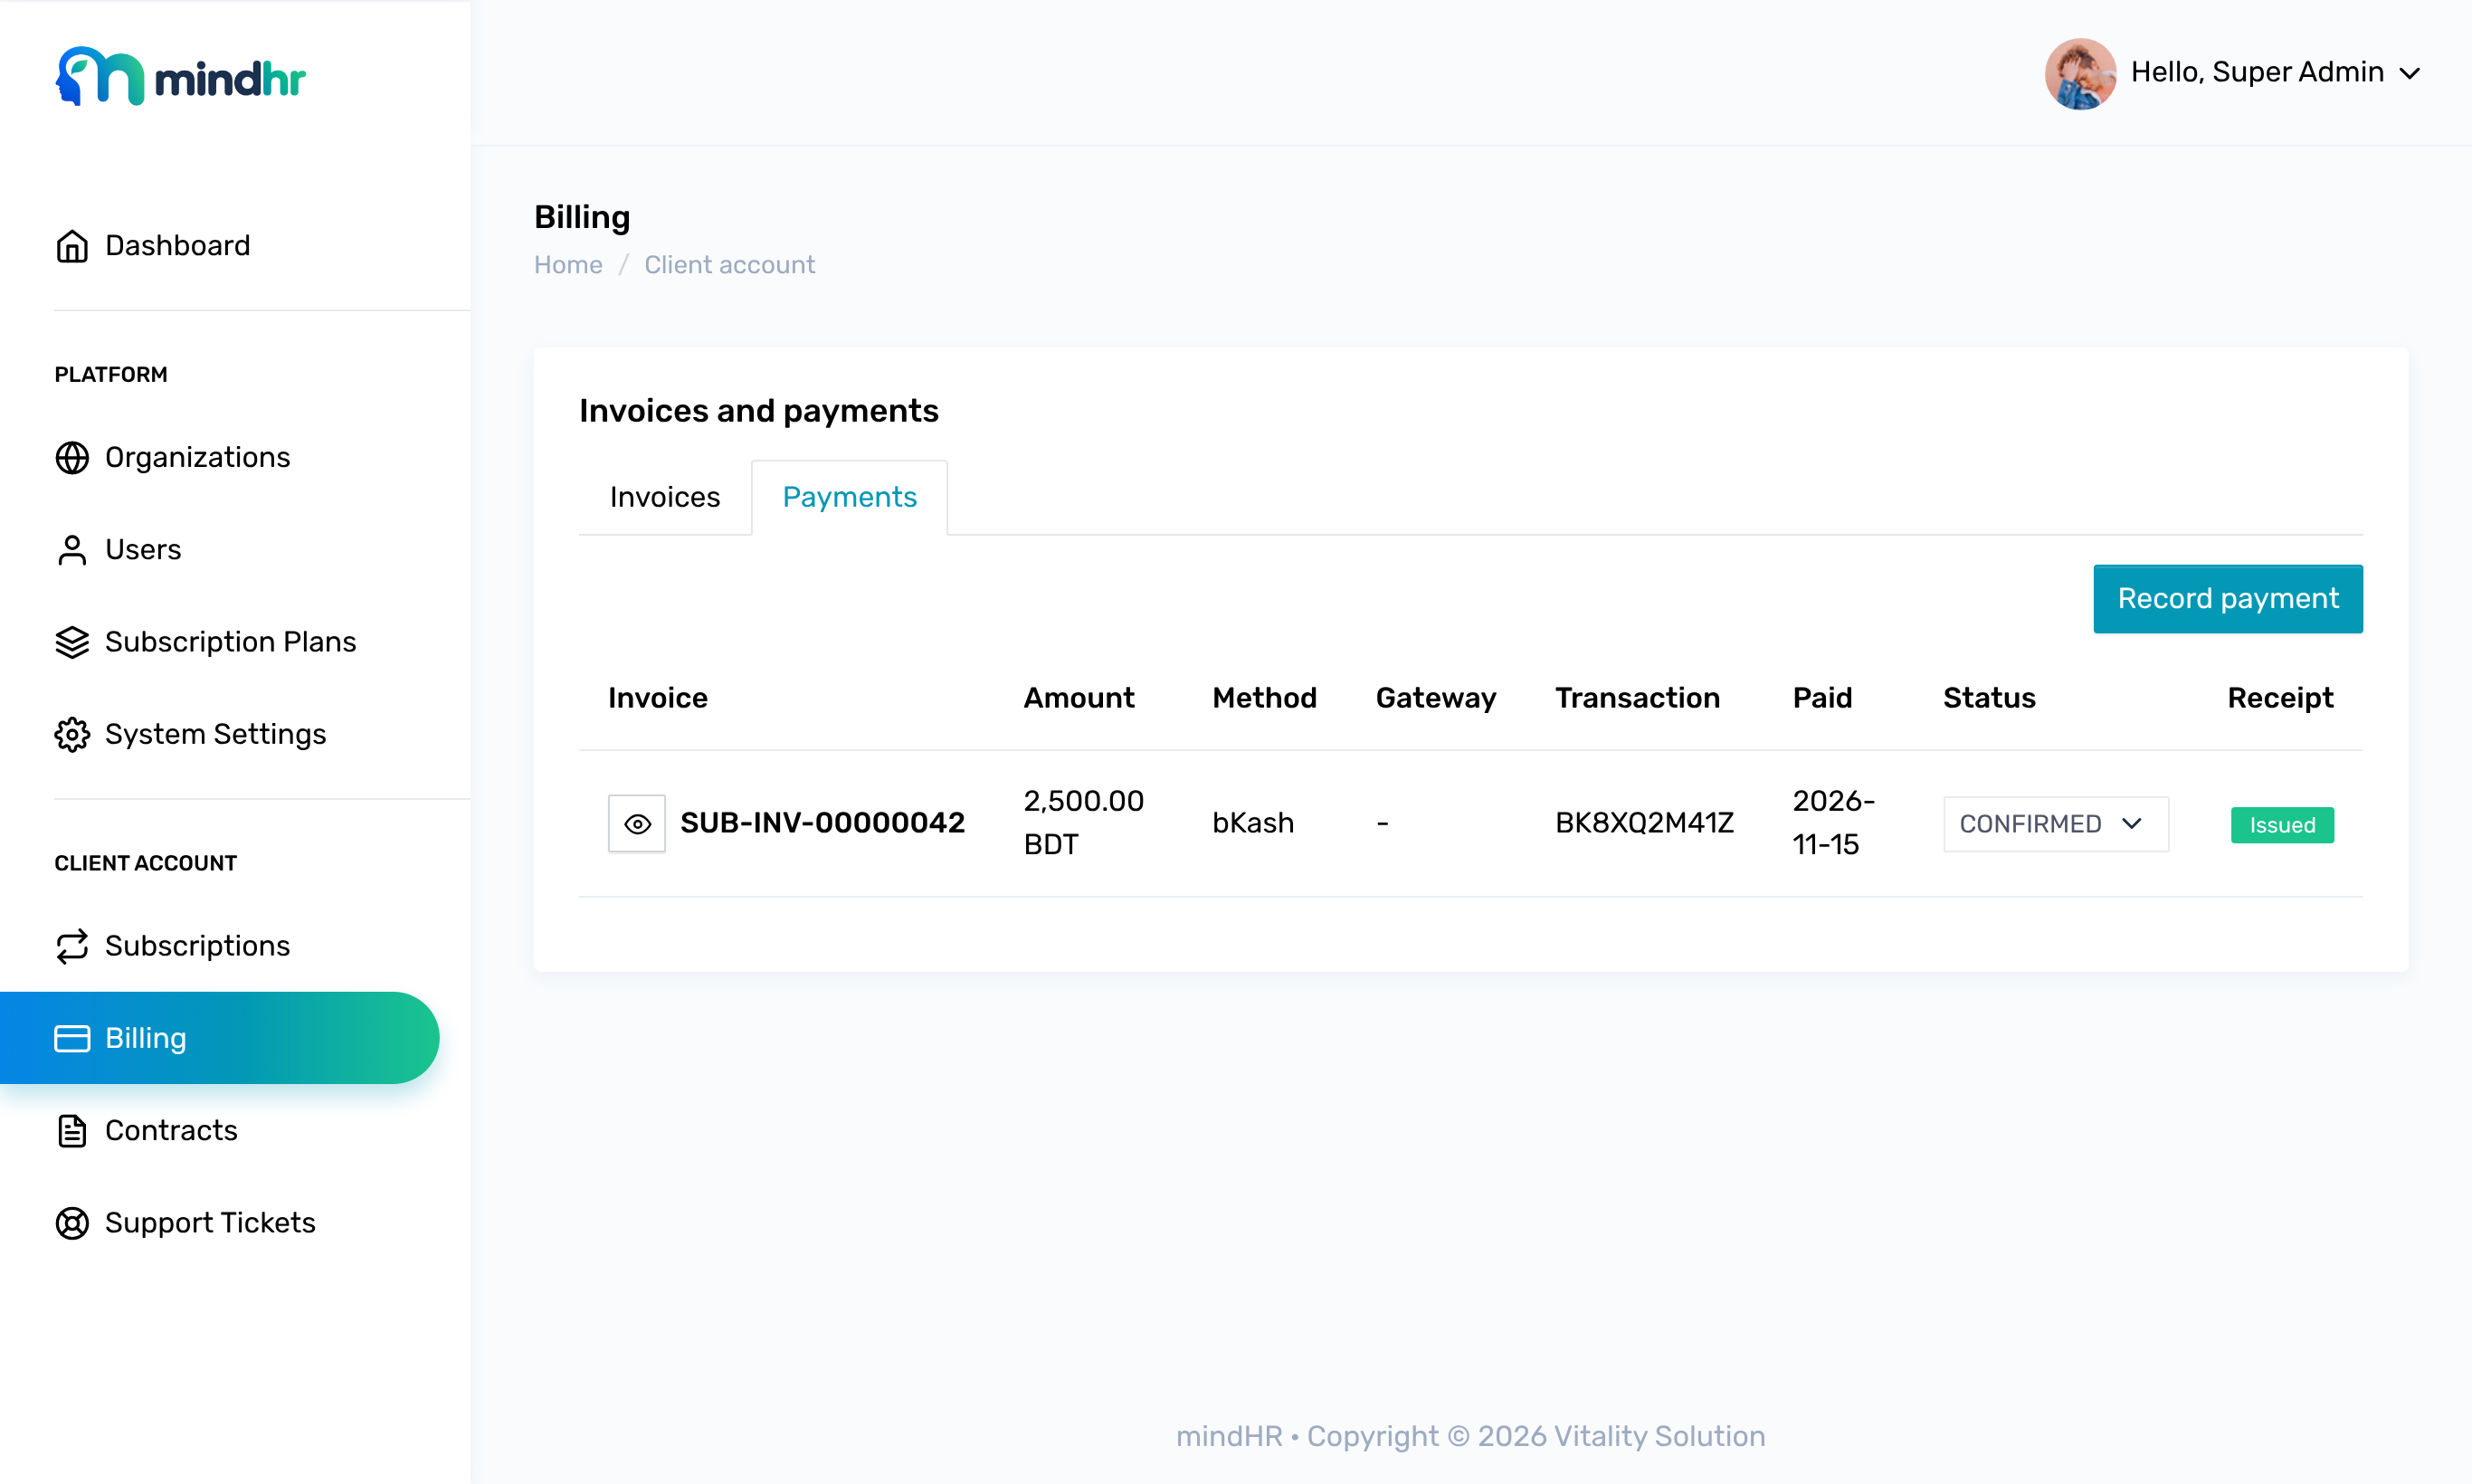 mindhr
Hello, Super Admin
Dashboard
PLATFORM
Organizations
Users
Subscription Plans
System Settings
CLIENT ACCOUNT
Subscriptions
Billing
Contracts
Support Tickets
Billing
Home / Client account
Invoices and payments
Invoices Payments
Record payment
Invoice Amount Method Gateway Transaction Paid Status Receipt
SUB-INV-00000042 2,500.00 BDT bKash - BK8XQ2M41Z 2026-11-15 CONFIRMED Issued
mindHR • Copyright © 2026 Vitality Solution